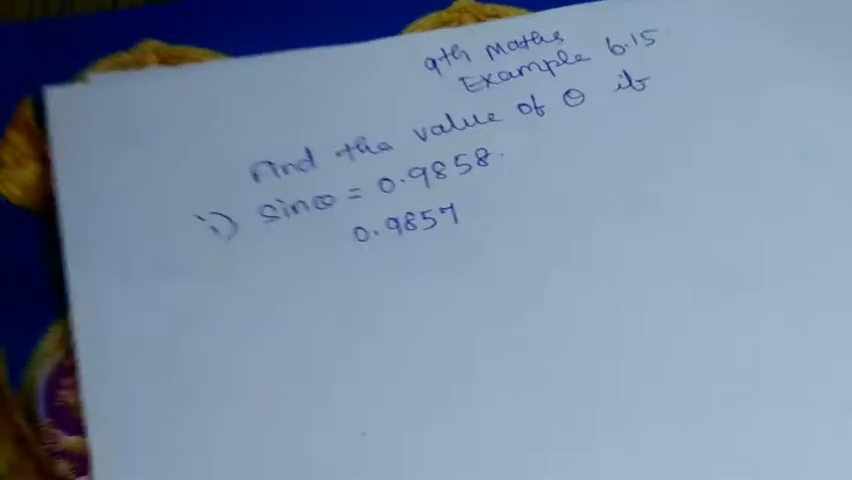 9th Maths
Example 6.15
Find the value of θ if
i) sinθ = 0.9858.
0.9857